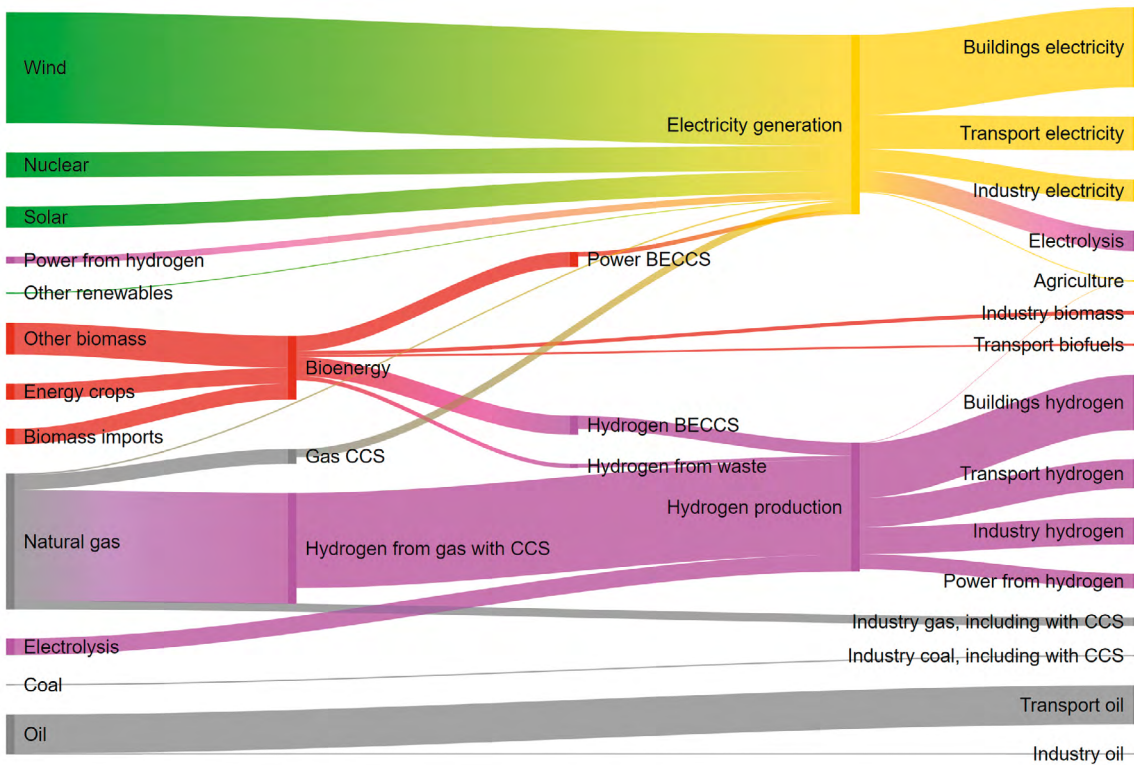 Wind
Nuclear
Solar
Power from hydrogen
Other renewables
Other biomass
Energy crops
Biomass imports
Natural gas
Electrolysis
Coal
Oil
Bioenergy
Gas CCS
Hydrogen from gas with CCS
Power BECCS
Hydrogen BECCS
Hydrogen from waste
Electricity generation
Hydrogen production
Buildings electricity
Transport electricity
Industry electricity
Electrolysis
Agriculture
Industry biomass
Transport biofuels
Buildings hydrogen
Transport hydrogen
Industry hydrogen
Power from hydrogen
Industry gas, including with CCS
Industry coal, including with CCS
Transport oil
Industry oil